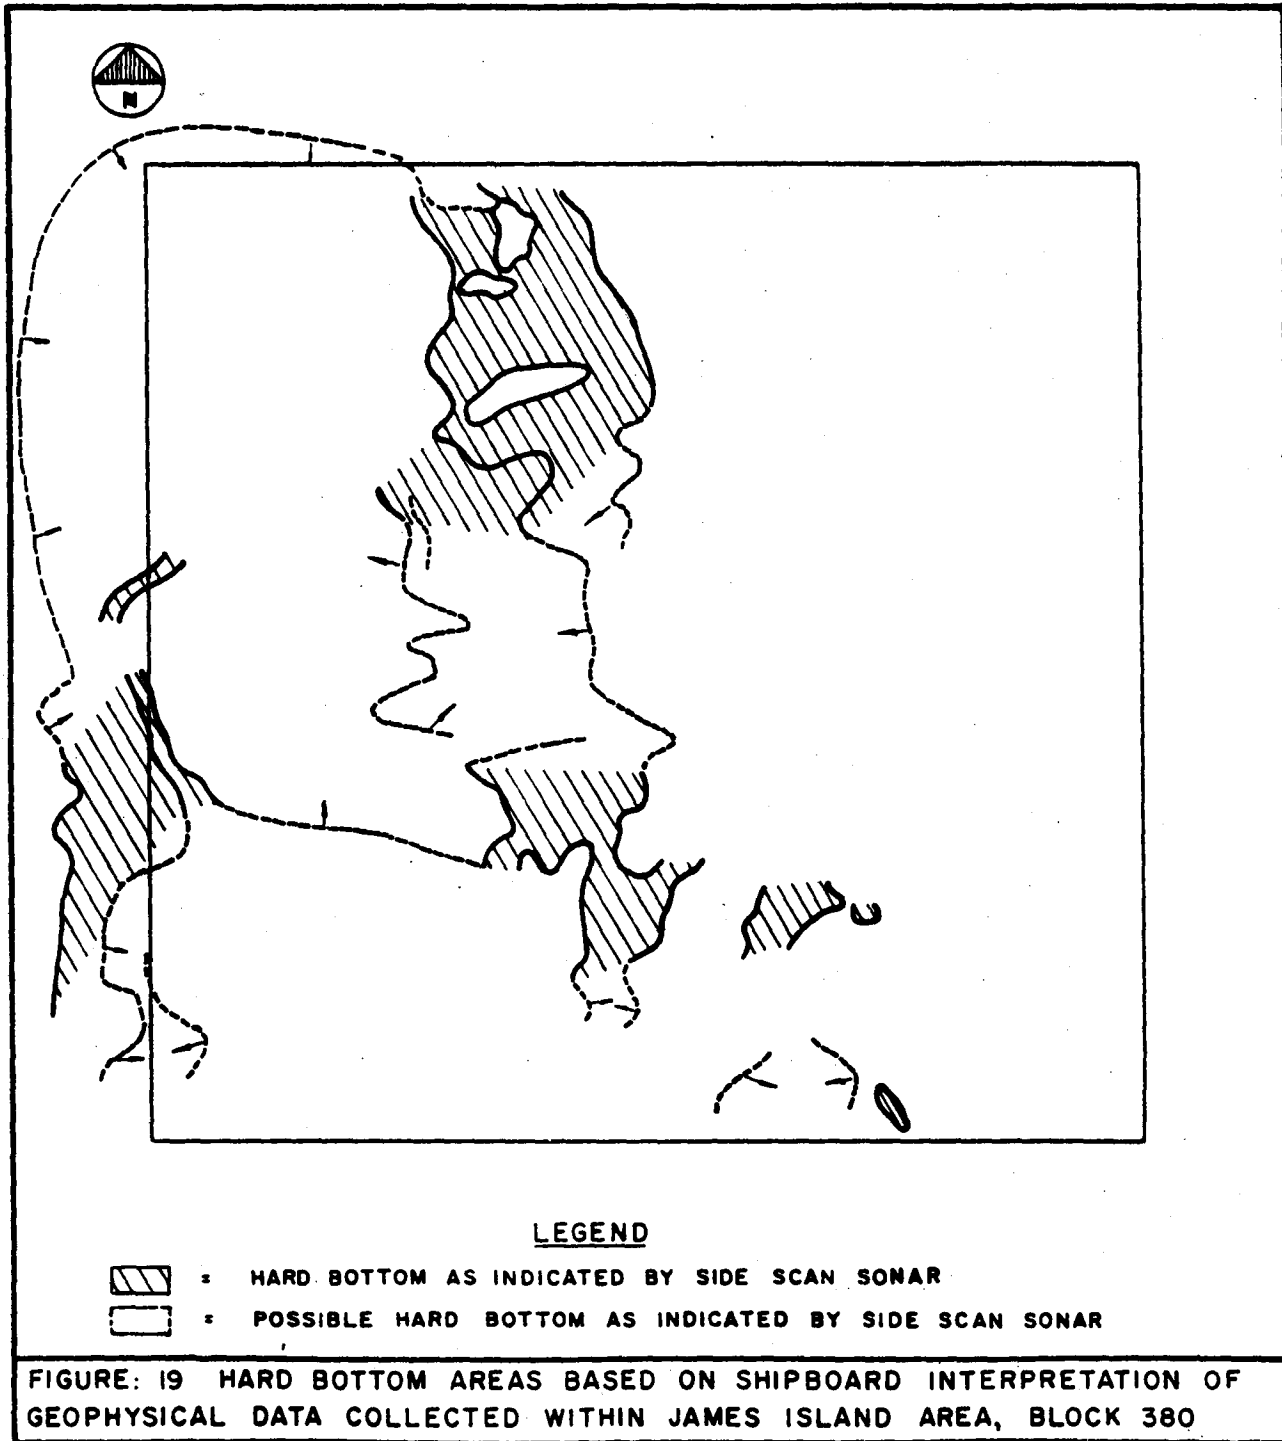 N
LEGEND
= HARD BOTTOM AS INDICATED BY SIDE SCAN SONAR
= POSSIBLE HARD BOTTOM AS INDICATED BY SIDE SCAN SONAR
FIGURE: 19 HARD BOTTOM AREAS BASED ON SHIPBOARD INTERPRETATION OF
GEOPHYSICAL DATA COLLECTED WITHIN JAMES ISLAND AREA, BLOCK 380